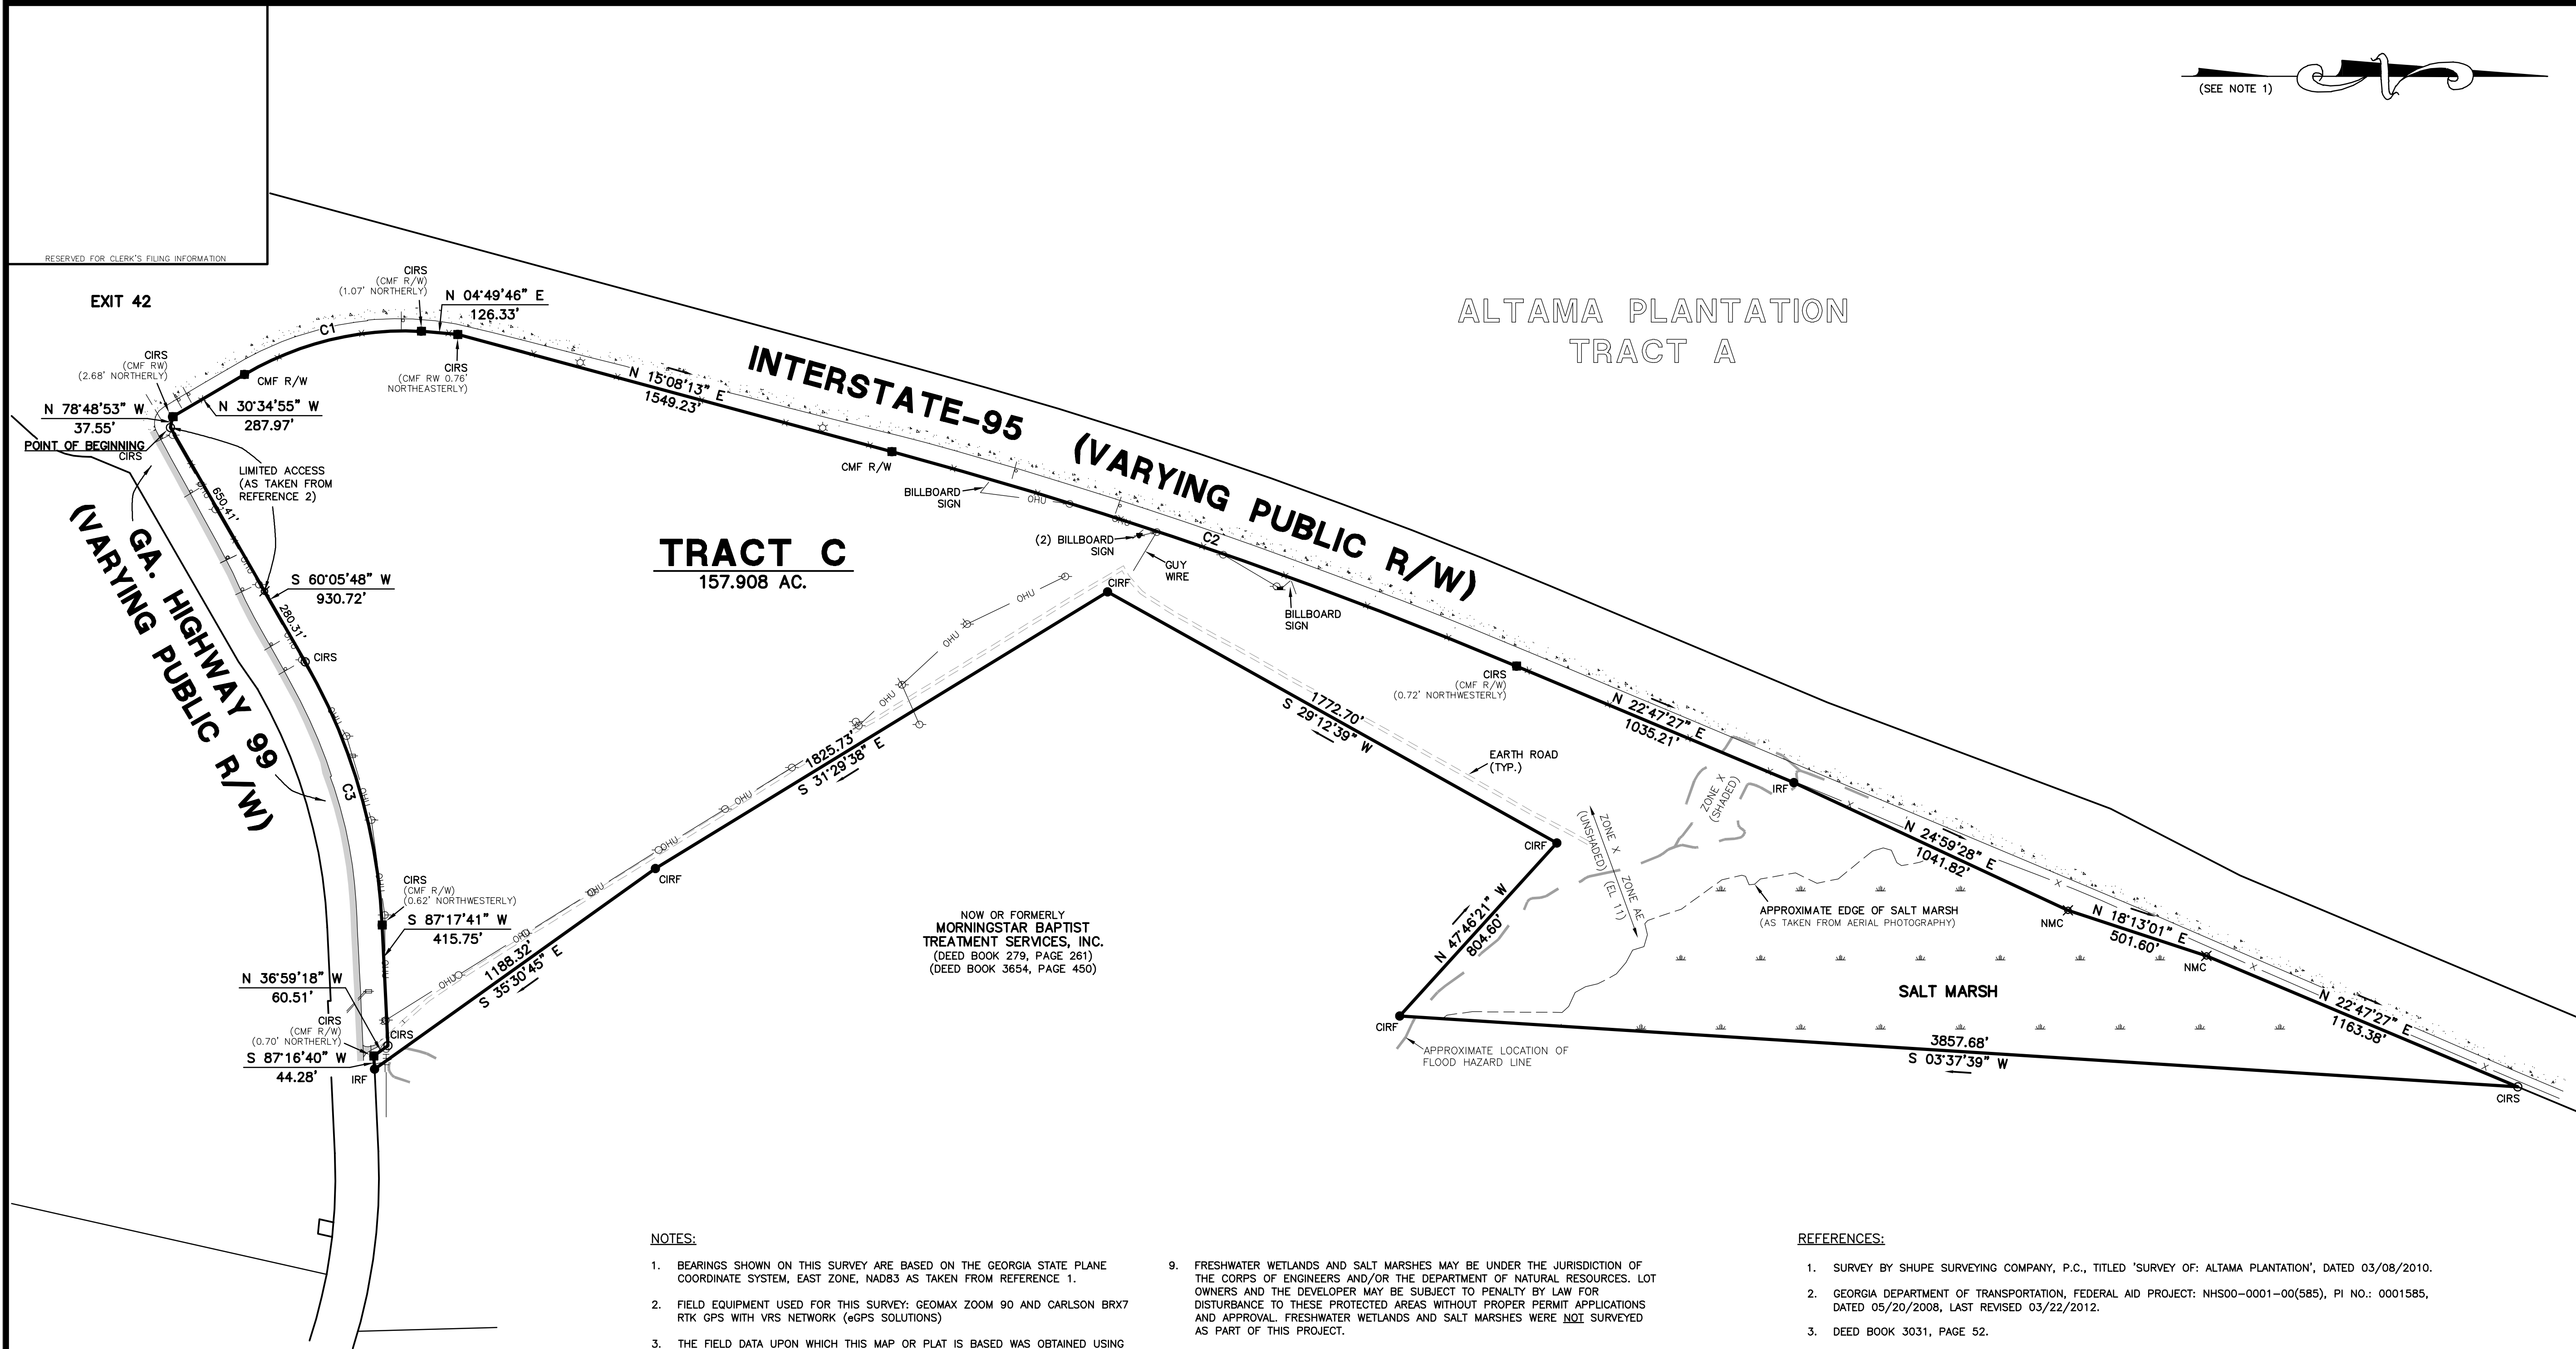 (SEE NOTE 1)
N
RESERVED FOR CLERK'S FILING INFORMATION
EXIT 42
ALTAMA PLANTATION
TRACT A
CIRS
(CMF R/W)
(1.07' NORTHERLY)
N 04°49'46" E
126.33'
C1
CIRS
(CMF RW)
(2.68' NORTHERLY)
CMF R/W
CIRS
(CMF RW 0.76'
NORTHEASTERLY)
N 78°48'53" W
37.55'
N 30°34'55" W
287.97'
POINT OF BEGINNING
CIRS
LIMITED ACCESS
(AS TAKEN FROM
REFERENCE 2)
N 15°08'13" E
1549.23'
INTERSTATE-95 (VARYING PUBLIC R/W)
CMF R/W
BILLBOARD
SIGN
OHU
OHU
(2) BILLBOARD
SIGN
C2
GUY
WIRE
BILLBOARD
SIGN
TRACT C
157.908 AC.
650.41'
OHU
OHU
S 60°05'48" W
930.72'
280.31'
OHU
CIRS
GA. HIGHWAY 99
(VARYING PUBLIC R/W)
CIRF
OHU
OHU
OHU
OHU
C3
OHU
1825.73'
S 31°29'38" E
OHU
OHU
CIRF
OHU
OHU
OHU
1188.32'
S 35°30'45" E
OHU
CIRS
(CMF R/W)
(0.62' NORTHWESTERLY)
S 87°17'41" W
415.75'
OHU
N 36°59'18" W
60.51'
CIRS
(CMF R/W)
(0.70' NORTHERLY)
CIRS
S 87°16'40" W
44.28'
IRF
NOW OR FORMERLY
MORNINGSTAR BAPTIST
TREATMENT SERVICES, INC.
(DEED BOOK 279, PAGE 261)
(DEED BOOK 3654, PAGE 450)
1772.70'
S 29°12'39" W
CIRS
(CMF R/W)
(0.72' NORTHWESTERLY)
N 22°47'27" E
1035.21'
EARTH ROAD
(TYP.)
IRF
ZONE X
(SHADED)
ZONE X
(UNSHADED)
ZONE AE
(EL 11)
CIRF
N 47°46'21" W
804.60'
CIRF
N 24°59'28" E
1041.82'
APPROXIMATE EDGE OF SALT MARSH
(AS TAKEN FROM AERIAL PHOTOGRAPHY)
NMC
N 18°13'01" E
501.60'
NMC
SALT MARSH
N 22°47'27" E
1163.38'
CIRS
APPROXIMATE LOCATION OF
FLOOD HAZARD LINE
3857.68'
S 03°37'39" W
NOTES:
1. BEARINGS SHOWN ON THIS SURVEY ARE BASED ON THE GEORGIA STATE PLANE
COORDINATE SYSTEM, EAST ZONE, NAD83 AS TAKEN FROM REFERENCE 1.
2. FIELD EQUIPMENT USED FOR THIS SURVEY: GEOMAX ZOOM 90 AND CARLSON BRX7
RTK GPS WITH VRS NETWORK (eGPS SOLUTIONS)
3. THE FIELD DATA UPON WHICH THIS MAP OR PLAT IS BASED WAS OBTAINED USING
9. FRESHWATER WETLANDS AND SALT MARSHES MAY BE UNDER THE JURISDICTION OF
THE CORPS OF ENGINEERS AND/OR THE DEPARTMENT OF NATURAL RESOURCES. LOT
OWNERS AND THE DEVELOPER MAY BE SUBJECT TO PENALTY BY LAW FOR
DISTURBANCE TO THESE PROTECTED AREAS WITHOUT PROPER PERMIT APPLICATIONS
AND APPROVAL. FRESHWATER WETLANDS AND SALT MARSHES WERE NOT SURVEYED
AS PART OF THIS PROJECT.
REFERENCES:
1. SURVEY BY SHUPE SURVEYING COMPANY, P.C., TITLED 'SURVEY OF: ALTAMA PLANTATION', DATED 03/08/2010.
2. GEORGIA DEPARTMENT OF TRANSPORTATION, FEDERAL AID PROJECT: NHS00-0001-00(585), PI NO.: 0001585,
DATED 05/20/2008, LAST REVISED 03/22/2012.
3. DEED BOOK 3031, PAGE 52.